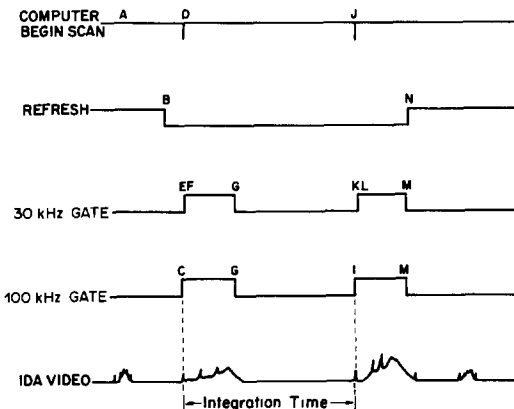 COMPUTER
BEGIN SCAN
A D J
REFRESH
B N
30 kHz GATE
EF G KL M
100 kHz GATE
C G I M
IDA VIDEO
Integration Time